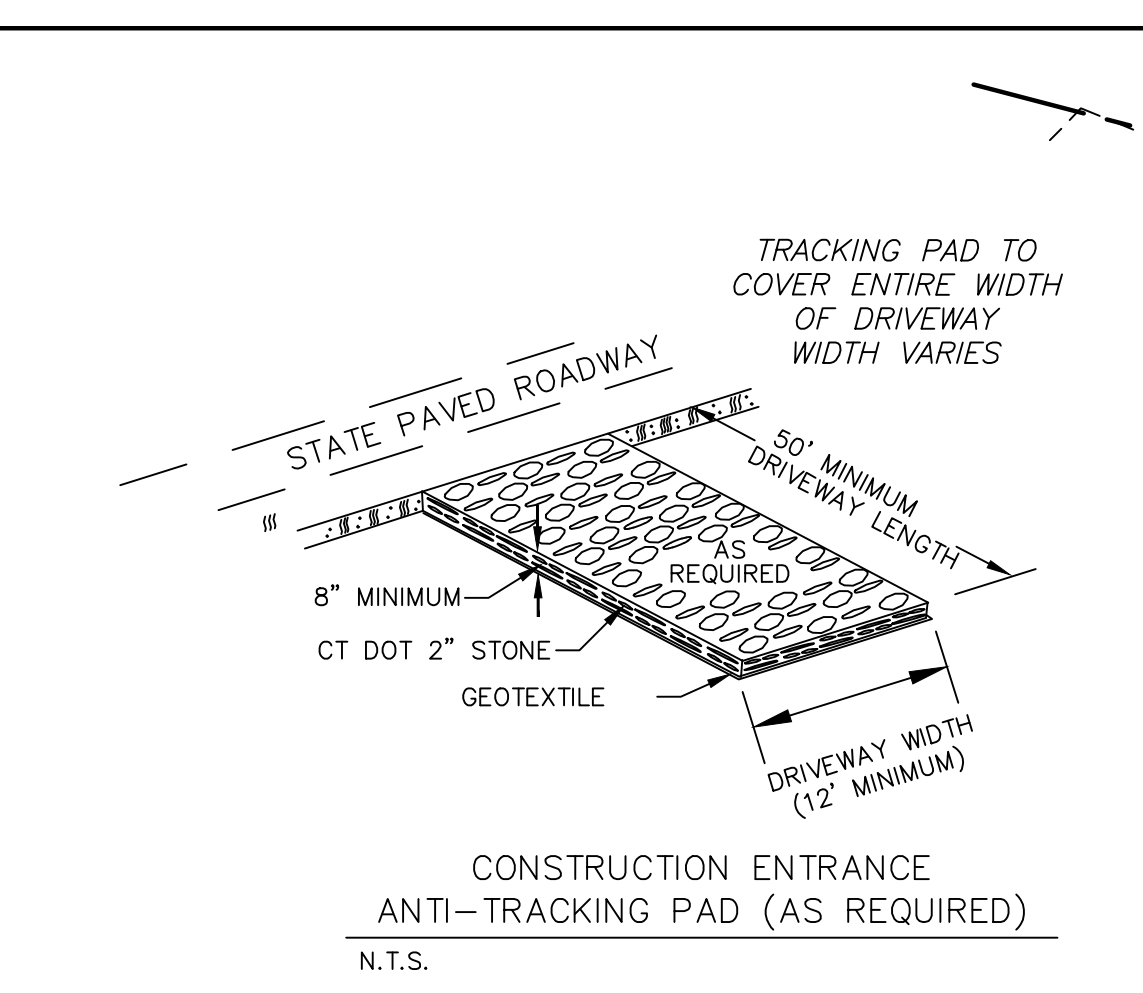 TRACKING PAD TO
COVER ENTIRE WIDTH
OF DRIVEWAY
WIDTH VARIES
STATE PAVED ROADWAY
50' MINIMUM
DRIVEWAY LENGTH
AS
REQUIRED
8" MINIMUM
CT DOT 2" STONE
GEOTEXTILE
DRIVEWAY WIDTH
(12' MINIMUM)
CONSTRUCTION ENTRANCE
ANTI-TRACKING PAD (AS REQUIRED)
N.T.S.